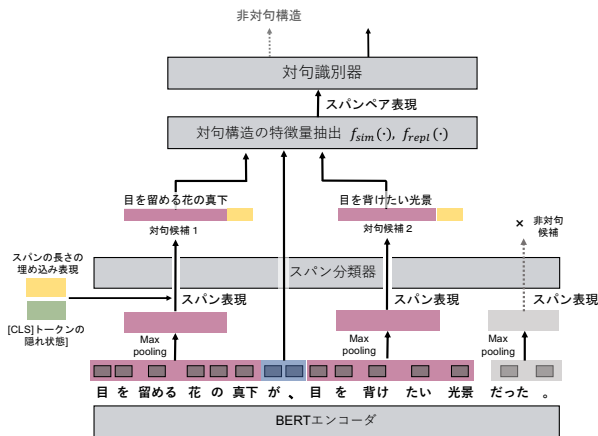 非対句構造
対句識別器
スパンペア表現
対句構造の特徴量抽出 f_sim(·), f_repl(·)
目を留める花の真下
目を背けたい光景
対句候補1
対句候補2
× 非対句
候補
スパンの長さの
埋め込み表現
スパン分類器
[CLS]トークンの
隠れ状態]
スパン表現
スパン表現
スパン表現
Max
pooling
Max
pooling
Max
pooling
目 を 留める 花 の 真下 が 、 目 を 背け たい 光景 だった 。
BERTエンコーダ